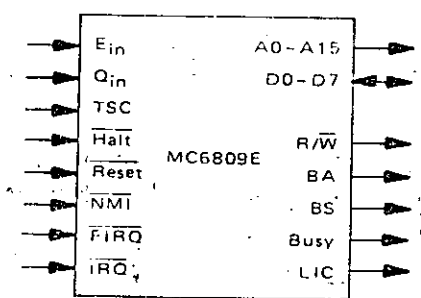 Ein A0-A15
Qin D0-D7
TSC
Halt R/W
MC6809E
Reset BA
NMI BS
FIRQ Busy
IRQ LIC